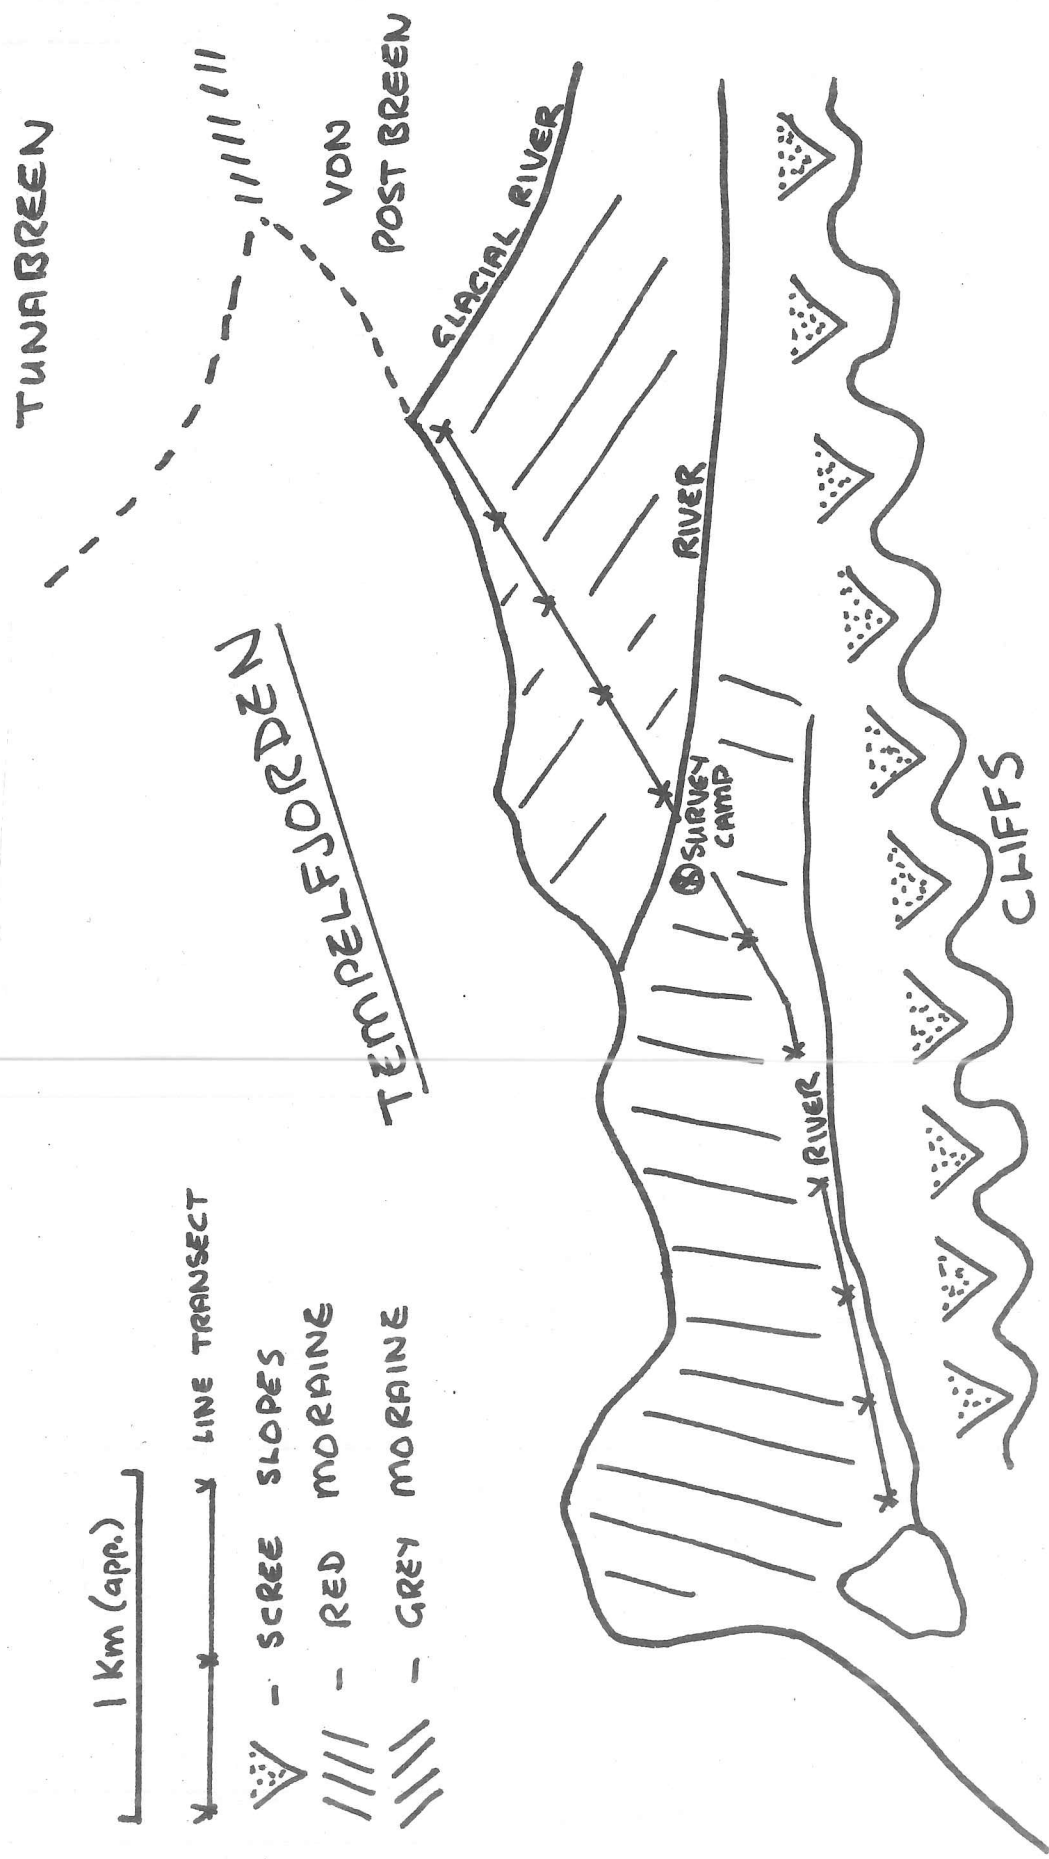 1 Km (app.)
LINE TRANSECT
- SCREE SLOPES
- RED MORAINE
- GREY MORAINE
TEMPELFJORDEN
TUNABREEN
VON
POST BREEN
GLACIAL RIVER
RIVER
SURVEY
CAMP
RIVER
CLIFFS